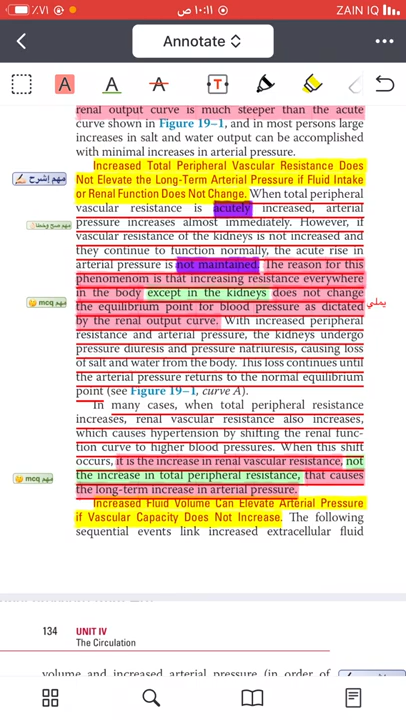 ٪٧١ ١٠:١١ ص ZAIN IQ
Annotate
A A A T
renal output curve is much steeper than the acute
curve shown in Figure 19–1, and in most persons large
increases in salt and water output can be accomplished
with minimal increases in arterial pressure.
Increased Total Peripheral Vascular Resistance Does
Not Elevate the Long-Term Arterial Pressure if Fluid Intake
or Renal Function Does Not Change. When total peripheral
مهم إشرح
vascular resistance is acutely increased, arterial
pressure increases almost immediately. However, if
مهم صح وخطأ
vascular resistance of the kidneys is not increased and
they continue to function normally, the acute rise in
arterial pressure is not maintained. The reason for this
phenomenon is that increasing resistance everywhere
in the body except in the kidneys does not change
the equilibrium point for blood pressure as dictated
مهم mcq
يملي
by the renal output curve. With increased peripheral
resistance and arterial pressure, the kidneys undergo
pressure diuresis and pressure natriuresis, causing loss
of salt and water from the body. This loss continues until
the arterial pressure returns to the normal equilibrium
point (see Figure 19–1, curve A).
In many cases, when total peripheral resistance
increases, renal vascular resistance also increases,
which causes hypertension by shifting the renal func-
tion curve to higher blood pressures. When this shift
occurs, it is the increase in renal vascular resistance, not
the increase in total peripheral resistance, that causes
مهم mcq
the long-term increase in arterial pressure.
Increased Fluid Volume Can Elevate Arterial Pressure
if Vascular Capacity Does Not Increase. The following
sequential events link increased extracellular fluid
134 UNIT IV
The Circulation
volume and increased arterial pressure (in order of